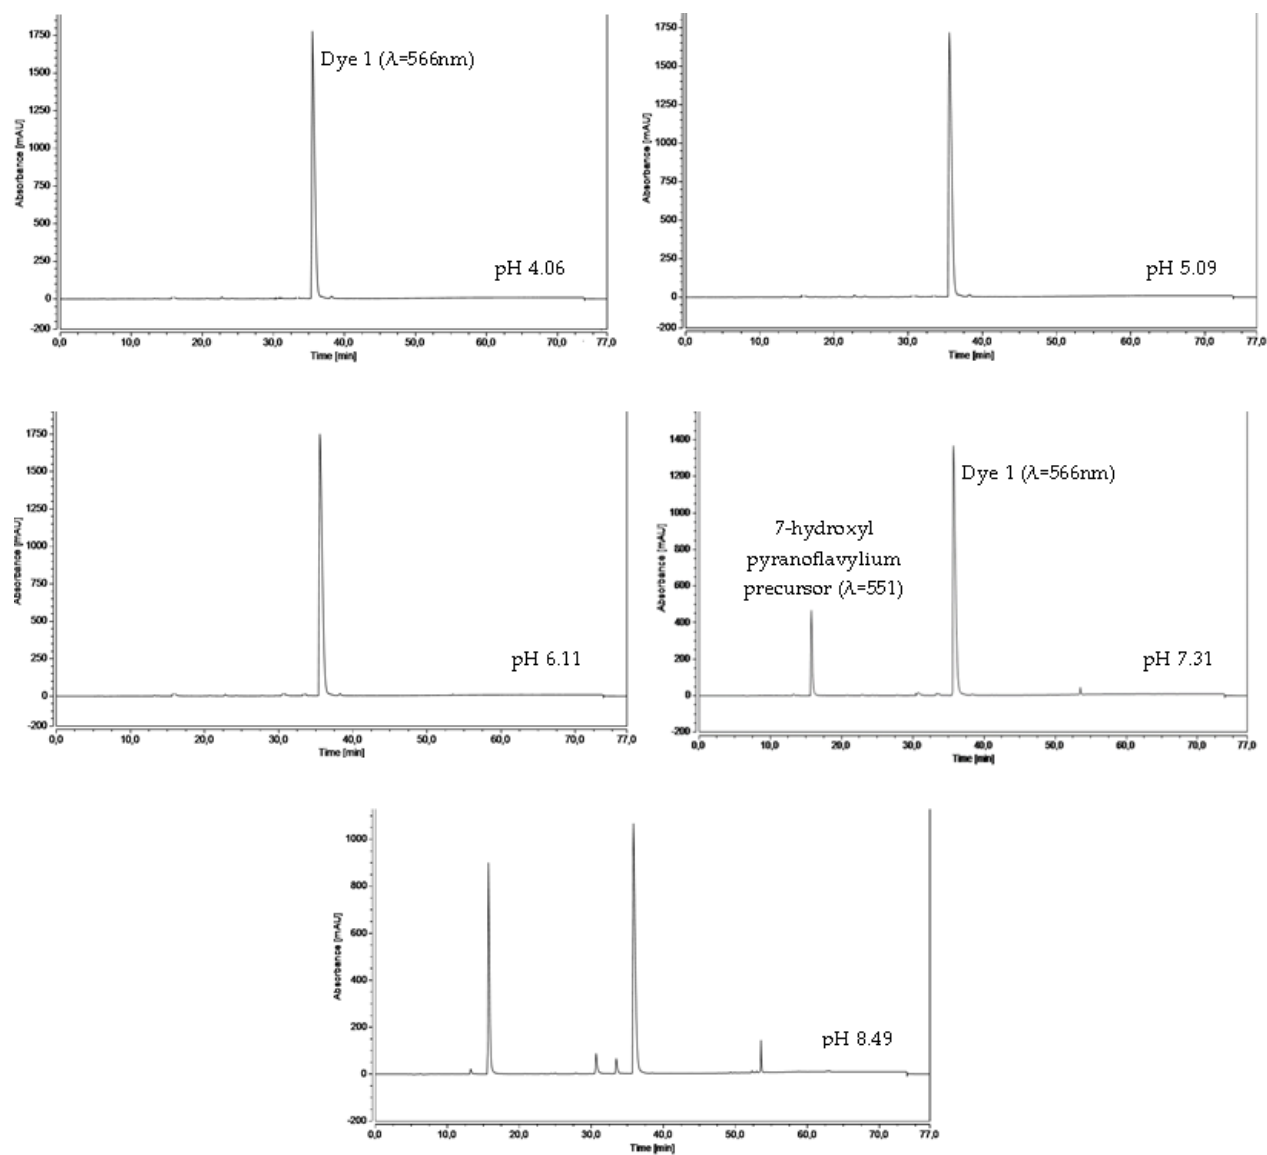 1750
1500
1250
1000
750
500
250
0
-200
Absorbance [mAU]
Dye 1 (λ=566nm)
pH 4.06
0,0 10,0 20,0 30,0 40,0 50,0 60,0 70,0 77,0
Time [min]
1750
1500
1250
1000
750
500
250
0
-200
Absorbance [mAU]
pH 5.09
0,0 10,0 20,0 30,0 40,0 50,0 60,0 70,0 77,0
Time [min]
1750
1500
1250
1000
750
500
250
0
-200
Absorbance [mAU]
pH 6.11
0,0 10,0 20,0 30,0 40,0 50,0 60,0 70,0 77,0
Time [min]
1400
1200
1000
800
600
400
200
0
-200
Absorbance [mAU]
Dye 1 (λ=566nm)
7-hydroxyl
pyranoflavylium
precursor (λ=551)
pH 7.31
0,0 10,0 20,0 30,0 40,0 50,0 60,0 70,0 77,0
Time [min]
1000
800
600
400
200
0
-200
Absorbance [mAU]
pH 8.49
0,0 10,0 20,0 30,0 40,0 50,0 60,0 70,0 77,0
Time [min]